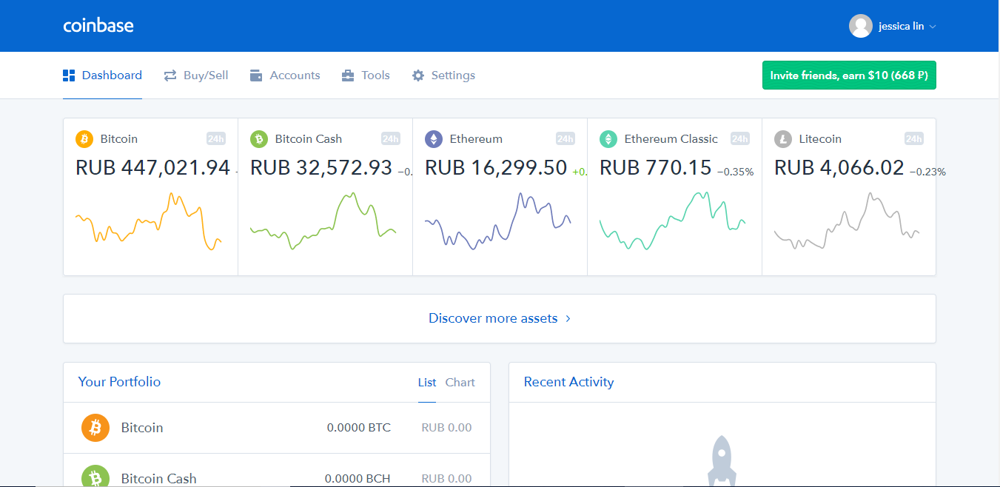 coinbase
jessica lin
Dashboard Buy/Sell Accounts Tools Settings
Invite friends, earn $10 (668 ₽)
Bitcoin 24h
RUB 447,021.94 -
Bitcoin Cash 24h
RUB 32,572.93 −0.
Ethereum 24h
RUB 16,299.50 +0.
Ethereum Classic 24h
RUB 770.15 −0.35%
Litecoin 24h
RUB 4,066.02 −0.23%
Discover more assets
Your Portfolio List Chart
Bitcoin 0.0000 BTC RUB 0.00
Bitcoin Cash 0.0000 BCH RUB 0.00
Recent Activity